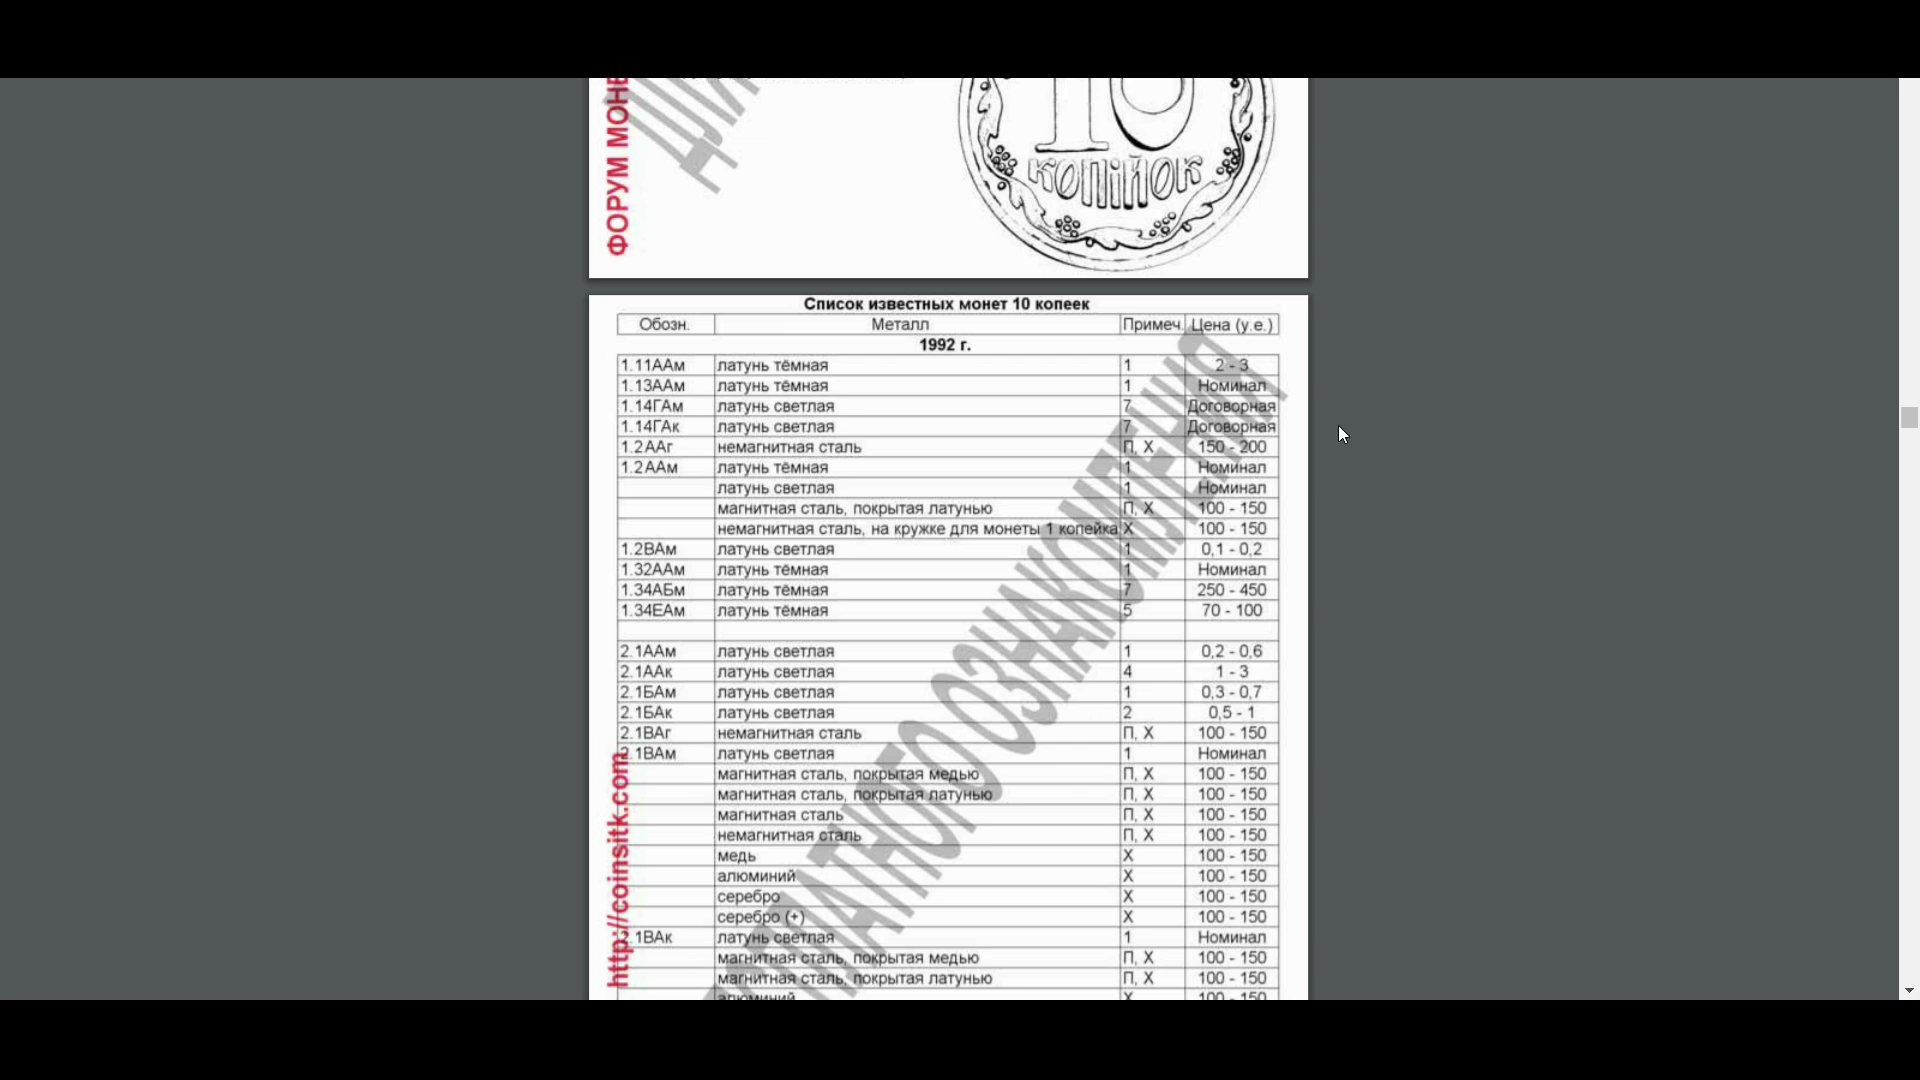 ФОРУМ МОНЕ
10
КОПІЙОК
Список известных монет 10 копеек
Обозн. Металл Примеч. Цена (у.е.)
1992 г.
1.11ААм латунь тёмная 1 2 - 3
1.13ААм латунь тёмная 1 Номинал
1.14ГАм латунь светлая 7 Договорная
1.14ГАк латунь светлая 7 Договорная
1.2ААг немагнитная сталь П, Х 150 - 200
1.2ААм латунь тёмная 1 Номинал
латунь светлая 1 Номинал
магнитная сталь, покрытая латунью П, Х 100 - 150
немагнитная сталь, на кружке для монеты 1 копейка Х 100 - 150
1.2ВАм латунь светлая 1 0,1 - 0,2
1.32ААм латунь тёмная 1 Номинал
1.34АБм латунь тёмная 7 250 - 450
1.34ЕАм латунь тёмная 5 70 - 100
2.1ААм латунь светлая 1 0,2 - 0,6
2.1ААк латунь светлая 4 1 - 3
2.1БАм латунь светлая 1 0,3 - 0,7
2.1БАк латунь светлая 2 0,5 - 1
2.1ВАг немагнитная сталь П, Х 100 - 150
2.1ВАм латунь светлая 1 Номинал
магнитная сталь, покрытая медью П, Х 100 - 150
магнитная сталь, покрытая латунью П, Х 100 - 150
магнитная сталь П, Х 100 - 150
немагнитная сталь П, Х 100 - 150
медь Х 100 - 150
алюминий Х 100 - 150
серебро Х 100 - 150
серебро (+) Х 100 - 150
2.1ВАк латунь светлая 1 Номинал
магнитная сталь, покрытая медью П, Х 100 - 150
магнитная сталь, покрытая латунью П, Х 100 - 150
алюминий Х 100 - 150
http://coinsitk.com
ПЛАТНОГО ОЗНАКОМЛЕНИЯ